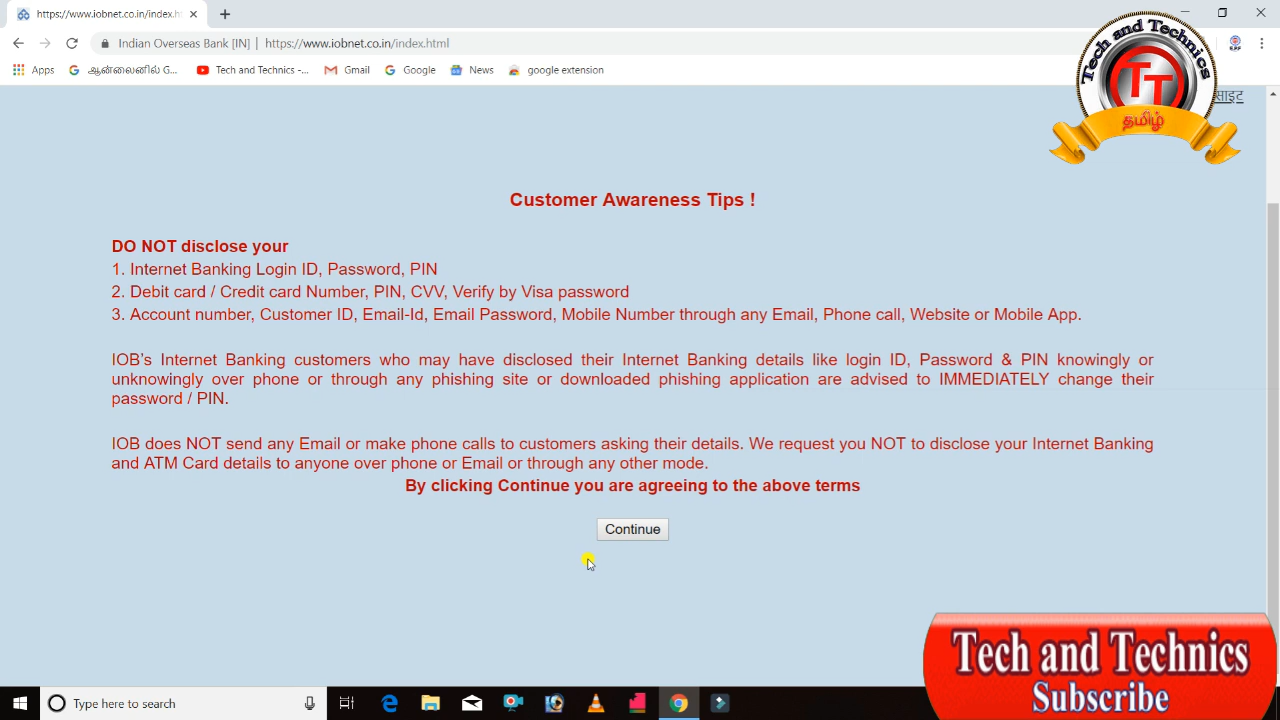 https://www.iobnet.co.in/index.ht
Indian Overseas Bank [IN] | https://www.iobnet.co.in/index.html
Apps ஆன்லைனில் G... Tech and Technics -... Gmail Google News google extension
Tech and Technics
TT
தமிழ்
साइट
Customer Awareness Tips !
DO NOT disclose your
1. Internet Banking Login ID, Password, PIN
2. Debit card / Credit card Number, PIN, CVV, Verify by Visa password
3. Account number, Customer ID, Email-Id, Email Password, Mobile Number through any Email, Phone call, Website or Mobile App.
IOB’s Internet Banking customers who may have disclosed their Internet Banking details like login ID, Password & PIN knowingly or
unknowingly over phone or through any phishing site or downloaded phishing application are advised to IMMEDIATELY change their
password / PIN.
IOB does NOT send any Email or make phone calls to customers asking their details. We request you NOT to disclose your Internet Banking
and ATM Card details to anyone over phone or Email or through any other mode.
By clicking Continue you are agreeing to the above terms
Continue
Tech and Technics
Subscribe
Type here to search